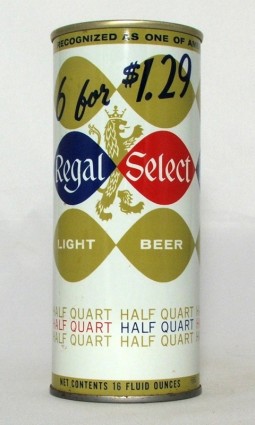 RECOGNIZED AS ONE OF
6 for $1.29
Regal Select
LIGHT BEER
HALF QUART HALF QUART
HALF QUART HALF QUART
HALF QUART HALF QUART
NET CONTENTS 16 FLUID OUNCES